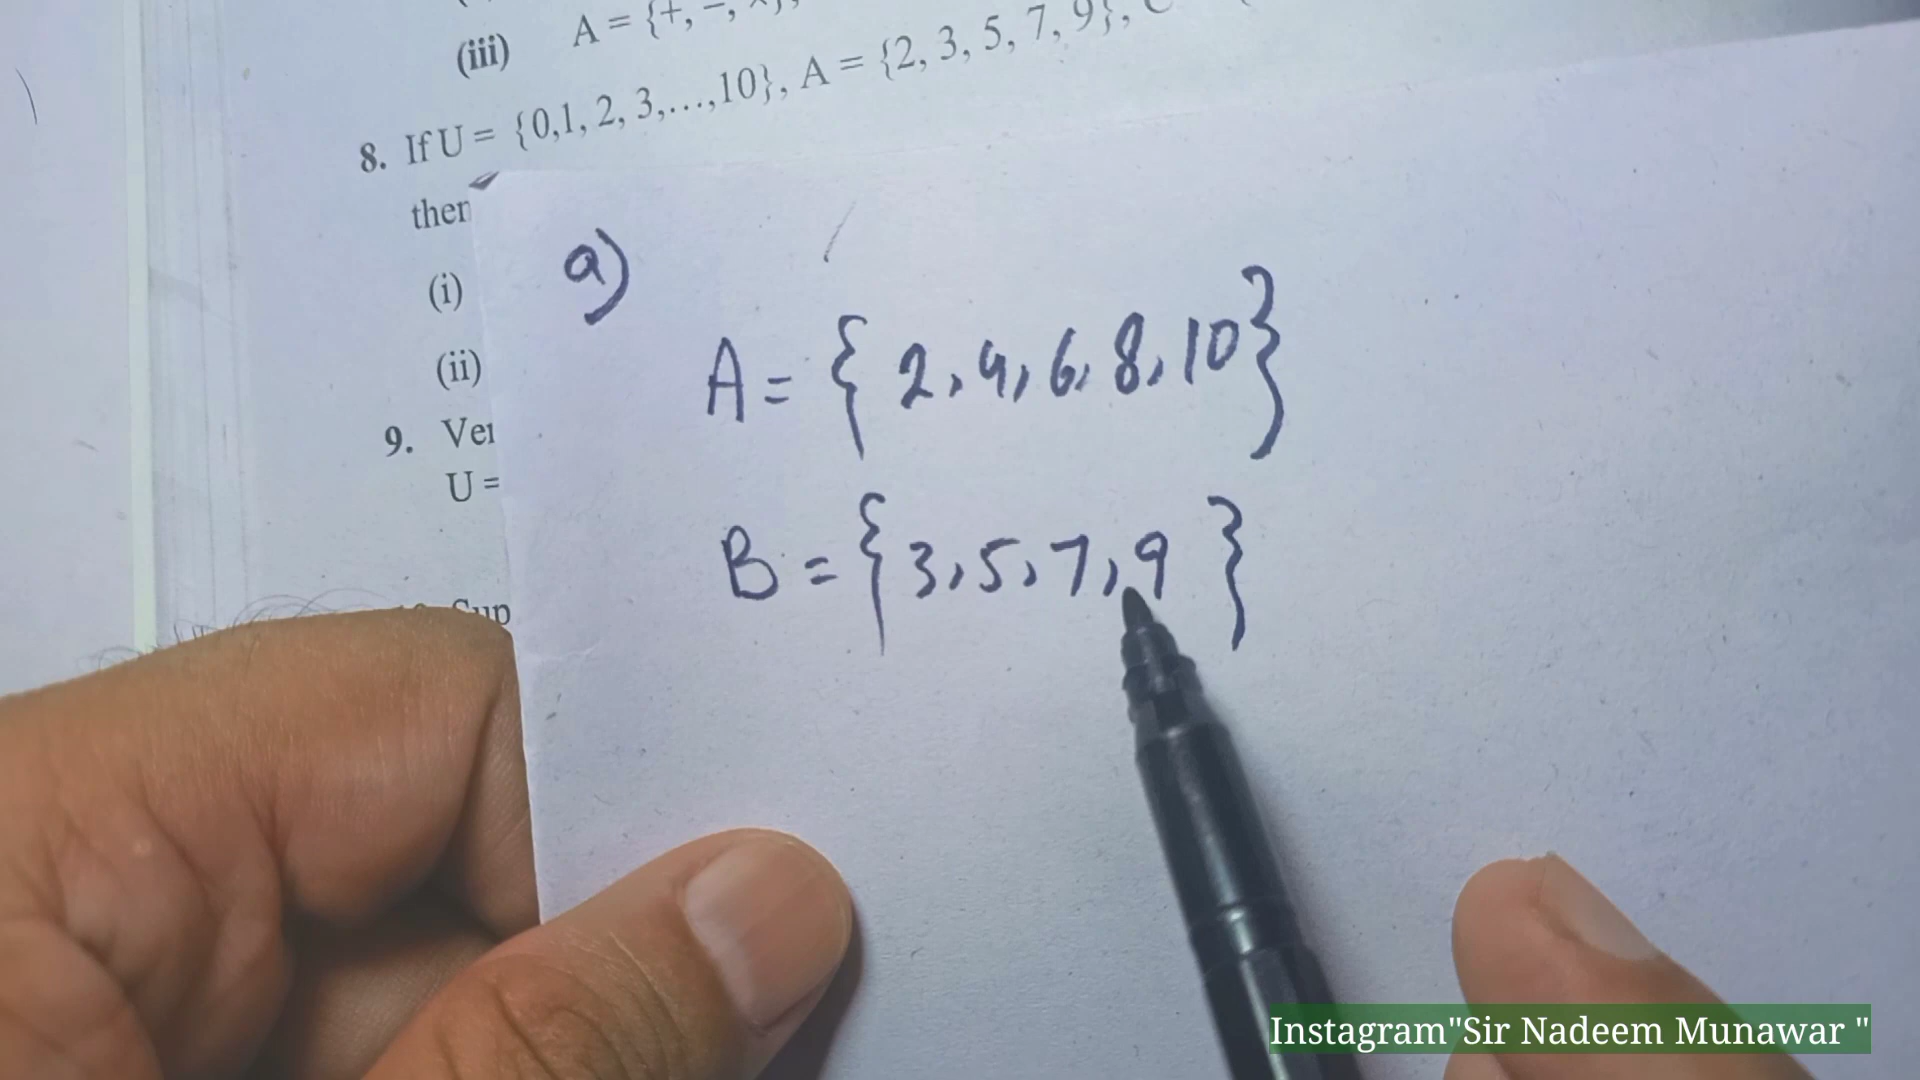 (iii) A = {+, −,
8. If U = {0,1, 2, 3,...,10}, A = {2, 3, 5, 7, 9},
then
(i)
(ii)
9. Ver
U =
Sup
a)
A = { 2, 4, 6, 8, 10}
B = { 3, 5, 7, 9 }
Instagram"Sir Nadeem Munawar "